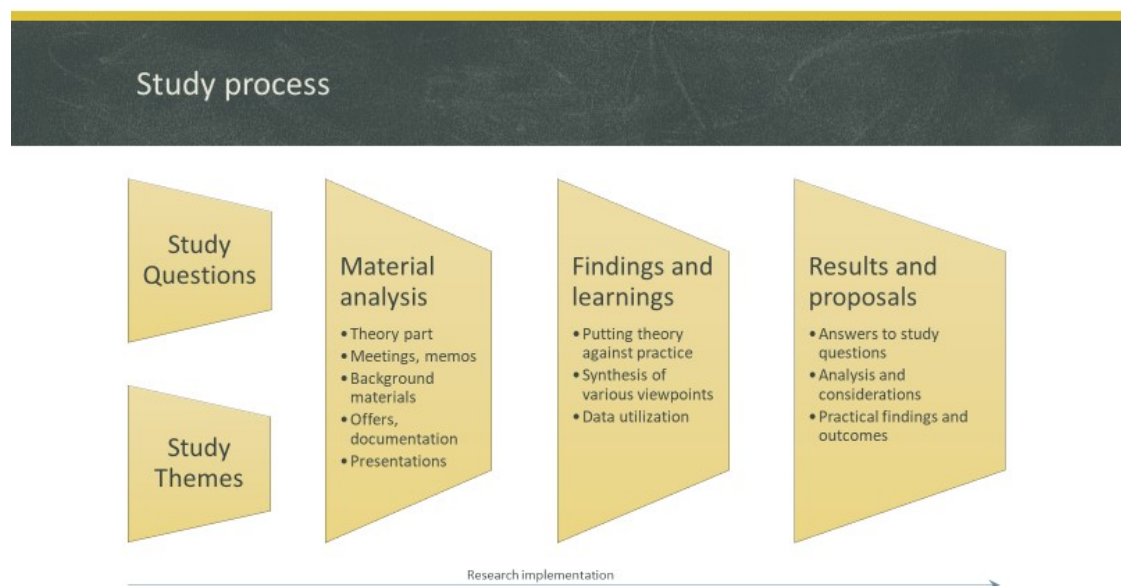 Study process
Study
Questions
Study
Themes
Material
analysis
• Theory part
• Meetings, memos
• Background
materials
• Offers,
documentation
• Presentations
Findings and
learnings
• Putting theory
against practice
• Synthesis of
various viewpoints
• Data utilization
Results and
proposals
• Answers to study
questions
• Analysis and
considerations
• Practical findings and
outcomes
Research implementation